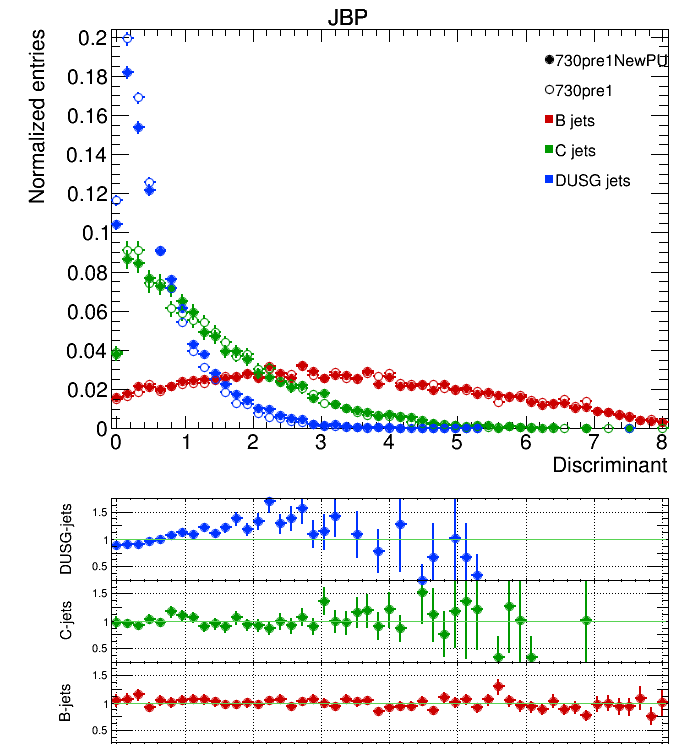 JBP
Normalized entries
0.2
0.18
0.16
0.14
0.12
0.1
0.08
0.06
0.04
0.02
0
730pre1NewPU
730pre1
B jets
C jets
DUSG jets
0 1 2 3 4 5 6 7 8
Discriminant
DUSG-jets
1.5
1
0.5
C-jets
1.5
1
0.5
B-jets
1.5
1
0.5